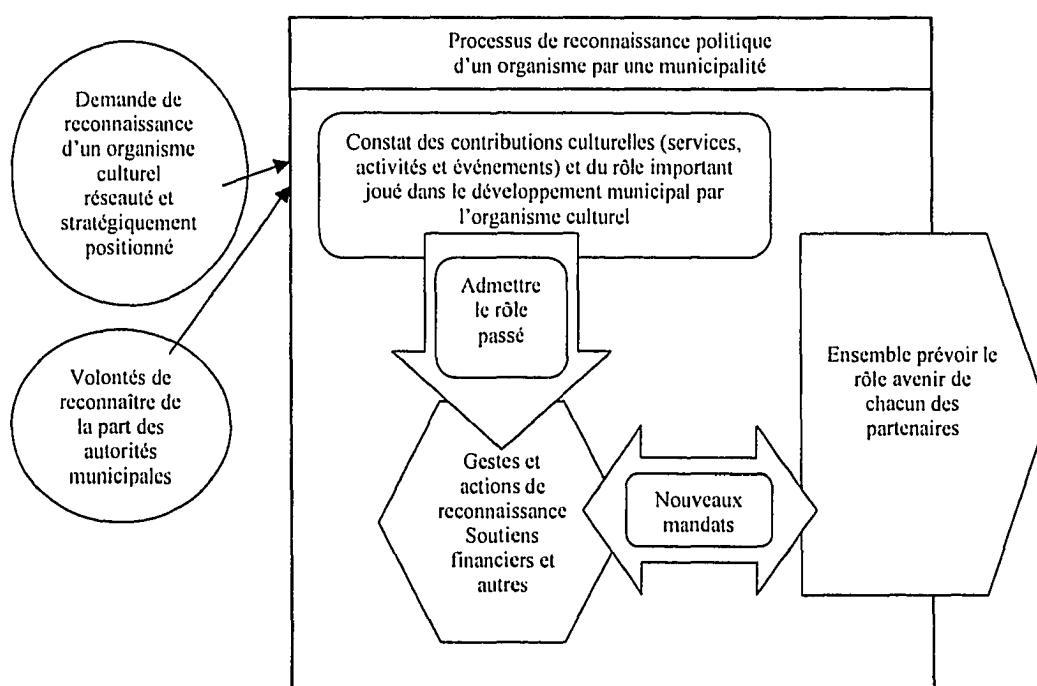 Processus de reconnaissance politique
d'un organisme par une municipalité
Demande de
reconnaissance
d'un organisme
culturel
réseauté et
stratégiquement
positionné
Volontés de
reconnaître de
la part des
autorités
municipales
Constat des contributions culturelles (services,
activités et événements) et du rôle important
joué dans le développement municipal par
l'organisme culturel
Admettre
le rôle
passé
Gestes et
actions de
reconnaissance
Soutiens
financiers et
autres
Nouveaux
mandats
Ensemble prévoir le
rôle avenir de
chacun des
partenaires